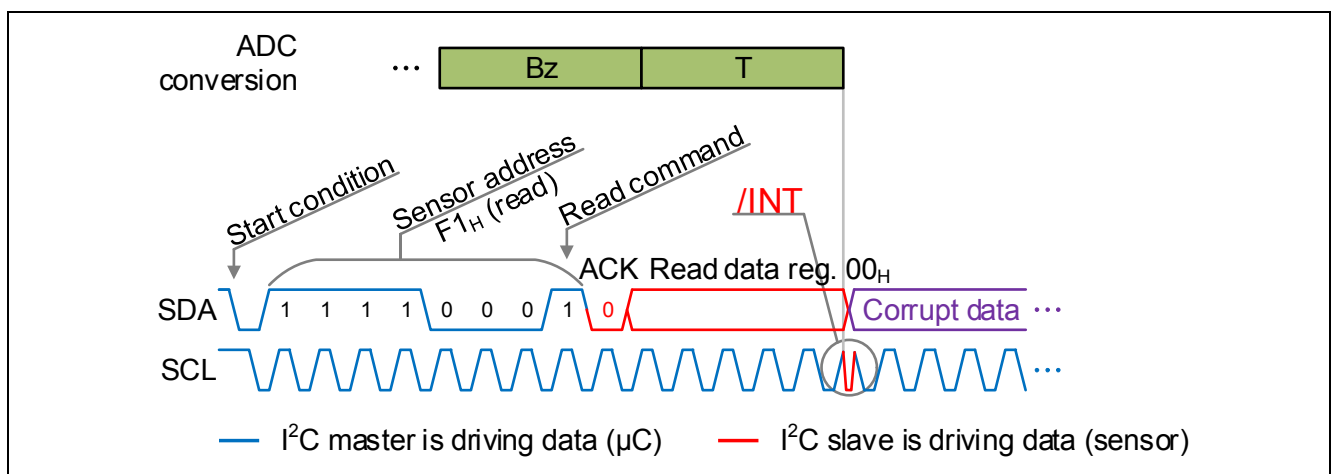 ADC
conversion
... Bz T
Start condition
Sensor address
F1H (read)
Read command
/INT
ACK Read data reg. 00H
SDA 1 1 1 1 0 0 0 1 0 Corrupt data ...
SCL ...
I2C master is driving data (µC) I2C slave is driving data (sensor)